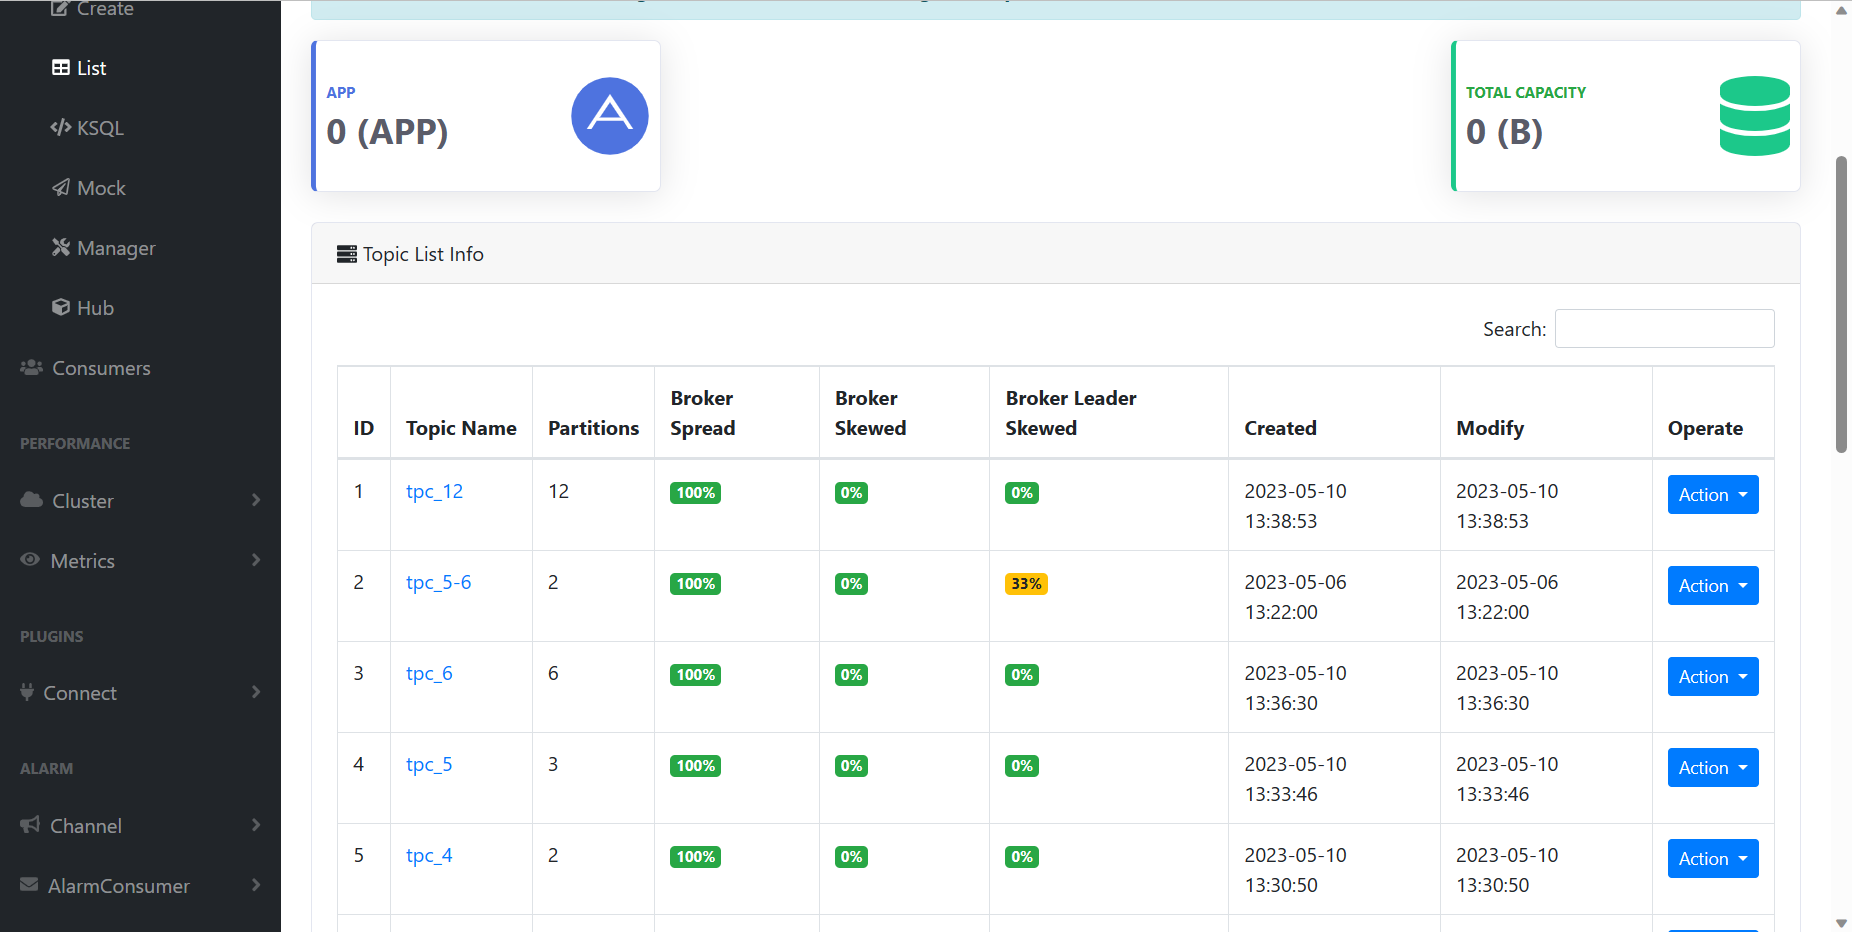 Create
List
KSQL
Mock
Manager
Hub
Consumers
PERFORMANCE
Cluster
Metrics
PLUGINS
Connect
ALARM
Channel
AlarmConsumer
APP
0 (APP)
TOTAL CAPACITY
0 (B)
Topic List Info
Search:
ID Topic Name Partitions Broker Spread Broker Skewed Broker Leader Skewed Created Modify Operate
1 tpc_12 12 100% 0% 0% 2023-05-10 13:38:53 2023-05-10 13:38:53 Action
2 tpc_5-6 2 100% 0% 33% 2023-05-06 13:22:00 2023-05-06 13:22:00 Action
3 tpc_6 6 100% 0% 0% 2023-05-10 13:36:30 2023-05-10 13:36:30 Action
4 tpc_5 3 100% 0% 0% 2023-05-10 13:33:46 2023-05-10 13:33:46 Action
5 tpc_4 2 100% 0% 0% 2023-05-10 13:30:50 2023-05-10 13:30:50 Action